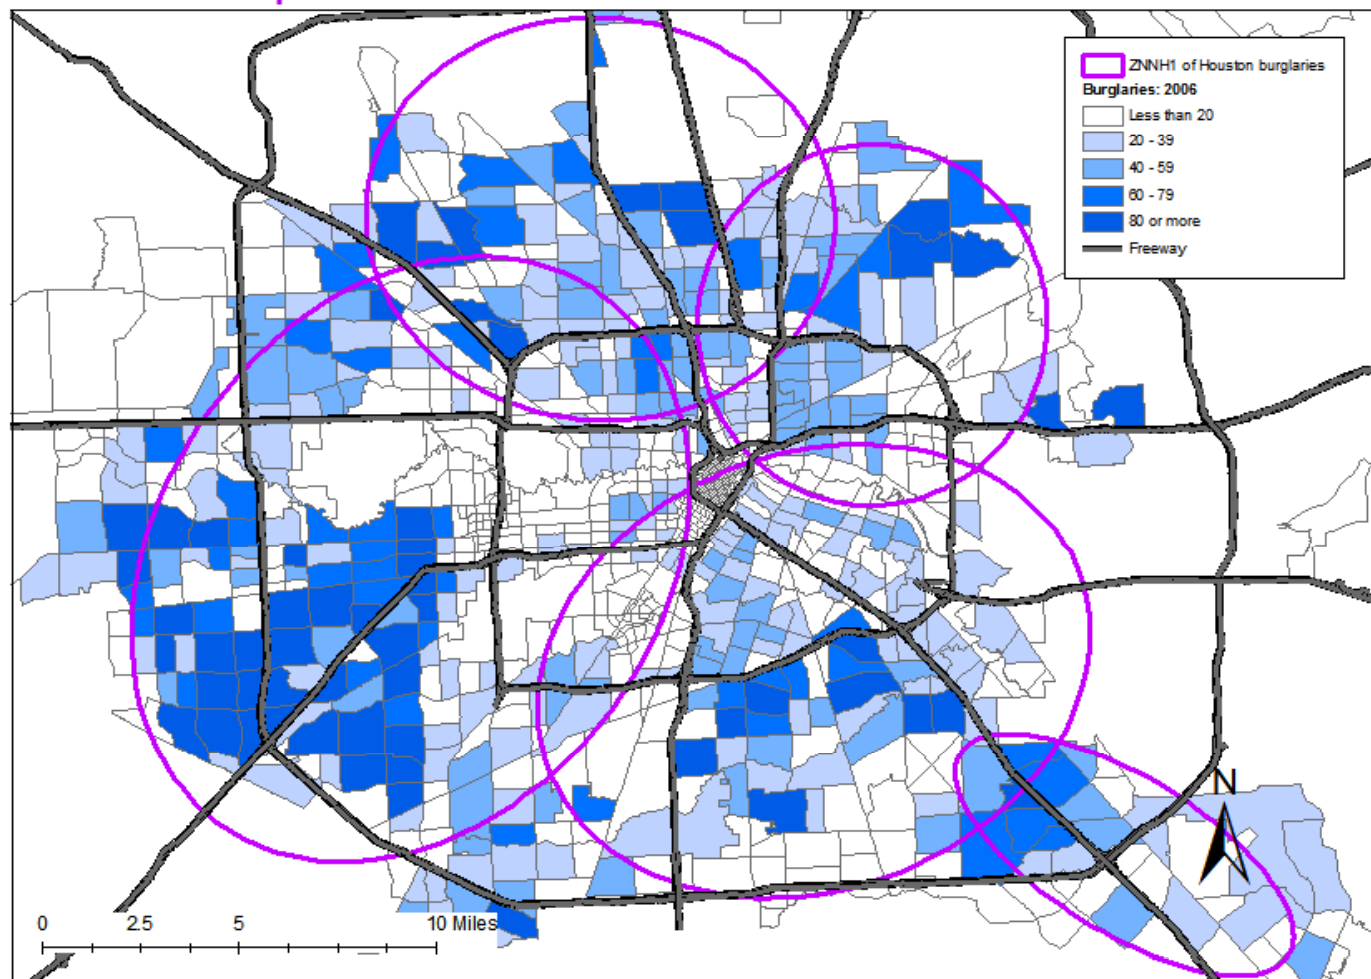 ZNNH1 of Houston burglaries
Burglaries: 2006
Less than 20
20 - 39
40 - 59
60 - 79
80 or more
Freeway
N
0 2.5 5 10 Miles